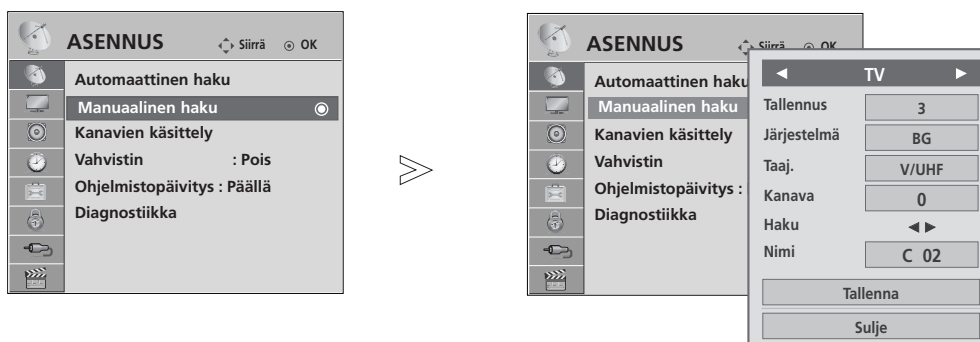 ASENNUS Siirrä OK
Automaattinen haku
Manuaalinen haku
Kanavien käsittely
Vahvistin : Pois
Ohjelmistopäivitys : Päällä
Diagnostiikka
ASENNUS Siirrä OK
Automaattinen haku
Manuaalinen haku
Kanavien käsittely
Vahvistin
Ohjelmistopäivitys :
Diagnostiikka
TV
Tallennus 3
Järjestelmä BG
Taaj. V/UHF
Kanava 0
Haku
Nimi C 02
Tallenna
Sulje